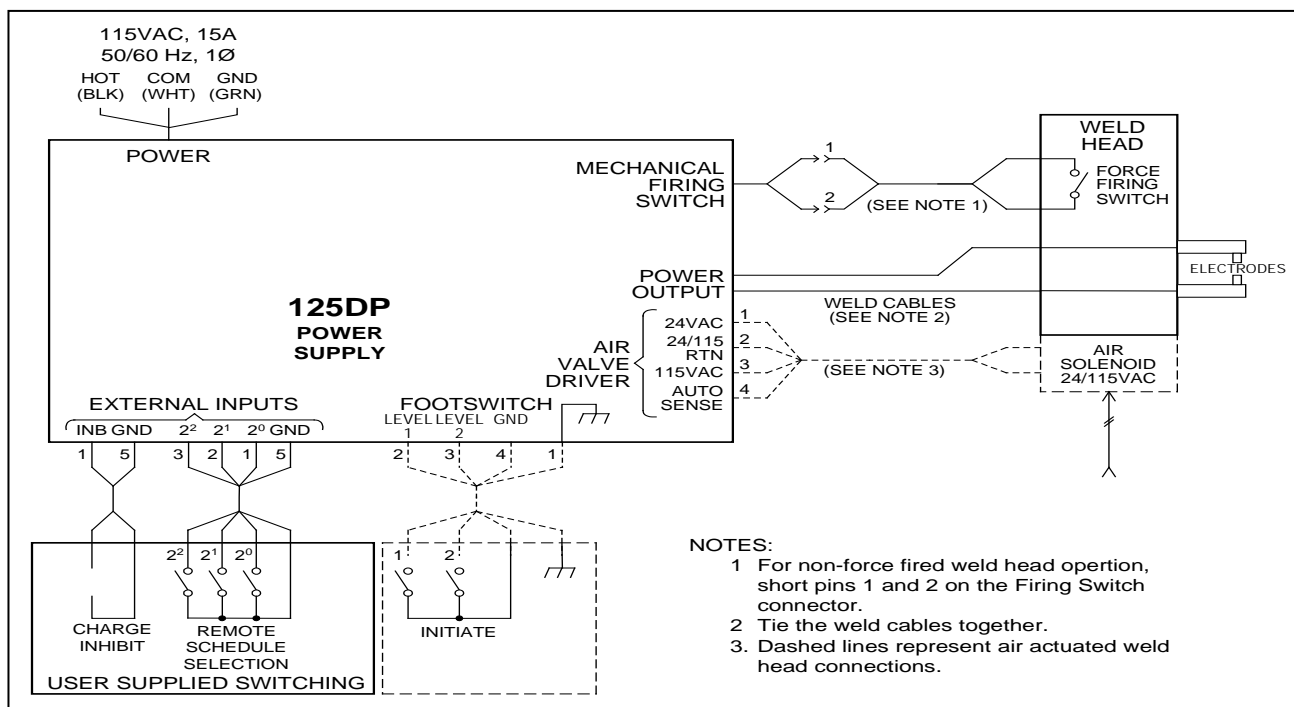 115VAC, 15A
50/60 Hz, 1Ø
HOT COM GND
(BLK) (WHT) (GRN)
POWER
MECHANICAL
FIRING
SWITCH
1
2
(SEE NOTE 1)
WELD
HEAD
FORCE
FIRING
SWITCH
POWER
OUTPUT
WELD CABLES
(SEE NOTE 2)
ELECTRODES
125DP
POWER
SUPPLY
AIR
VALVE
DRIVER
24VAC 1
24/115 RTN 2
115VAC 3
AUTO SENSE 4
(SEE NOTE 3)
AIR
SOLENOID
24/115VAC
EXTERNAL INPUTS
INB GND 2² 2¹ 2⁰ GND
1 5 3 2 1 5
FOOTSWITCH
LEVEL LEVEL GND
1 2
2 3 4 1
2² 2¹ 2⁰
CHARGE
INHIBIT
REMOTE
SCHEDULE
SELECTION
USER SUPPLIED SWITCHING
1 2
INITIATE
NOTES:
1 For non-force fired weld head opertion,
short pins 1 and 2 on the Firing Switch
connector.
2 Tie the weld cables together.
3. Dashed lines represent air actuated weld
head connections.